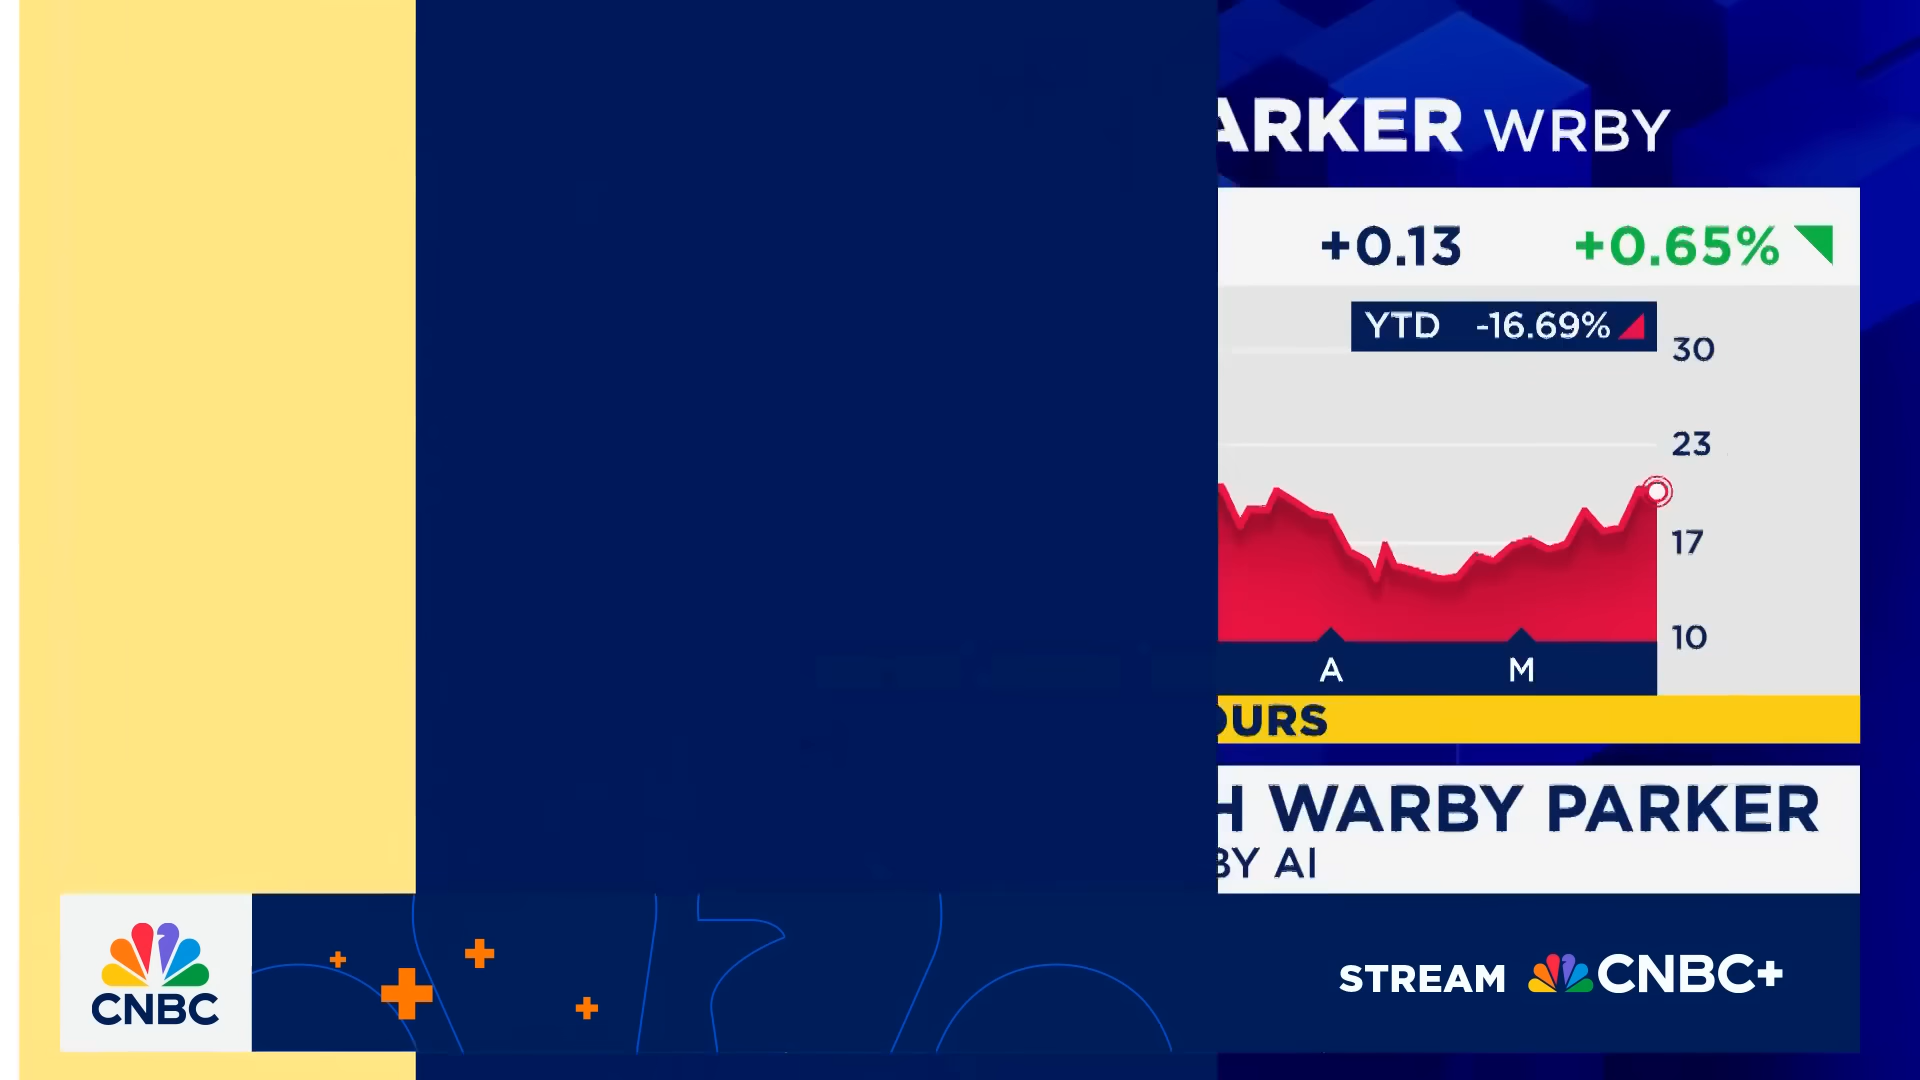 ARKER WRBY
+0.13 +0.65%
YTD -16.69%
30
23
17
10
A M
OURS
H WARBY PARKER
BY AI
CNBC
STREAM CNBC+